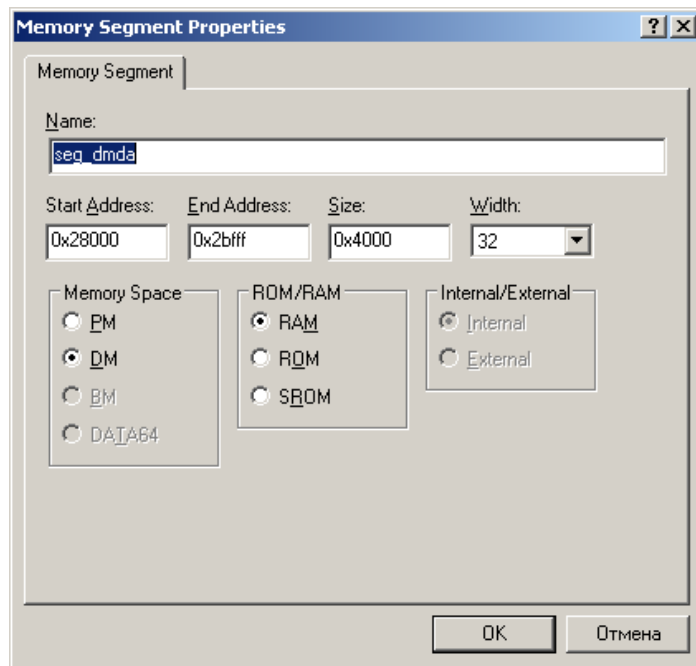 Memory Segment Properties
Memory Segment
Name:
seg_dmda
Start Address: End Address: Size: Width:
0x28000 0x2bfff 0x4000 32
Memory Space ROM/RAM Internal/External
PM RAM Internal
DM ROM External
BM SROM
DATA64
OK Отмена